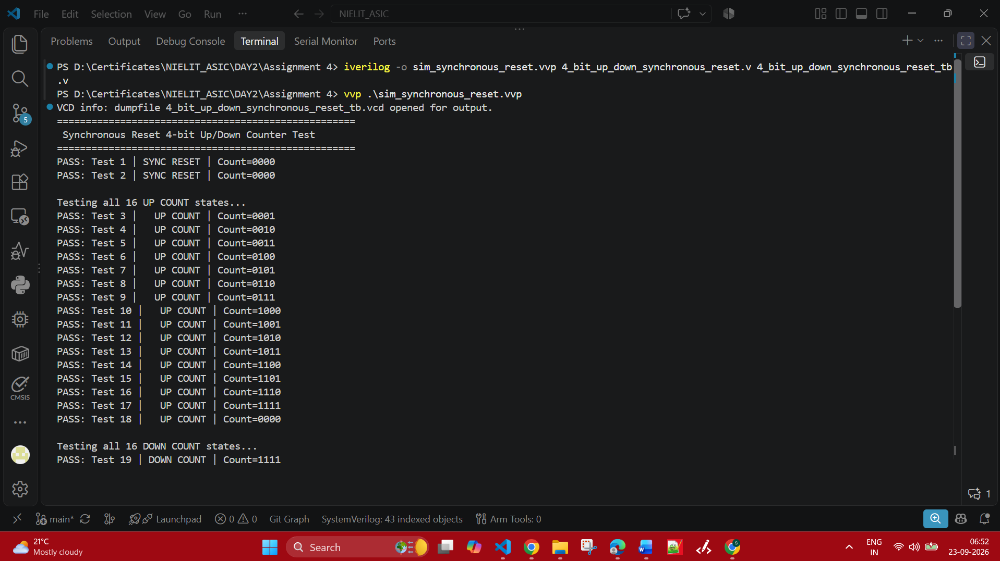 File Edit Selection View Go Run ···
NIELIT_ASIC
Problems Output Debug Console Terminal Serial Monitor Ports
PS D:\Certificates\NIELIT_ASIC\DAY2\Assignment 4> iverilog -o sim_synchronous_reset.vvp 4_bit_up_down_synchronous_reset.v 4_bit_up_down_synchronous_reset_tb
.v
PS D:\Certificates\NIELIT_ASIC\DAY2\Assignment 4> vvp .\sim_synchronous_reset.vvp
VCD info: dumpfile 4_bit_up_down_synchronous_reset_tb.vcd opened for output.
====================================================
Synchronous Reset 4-bit Up/Down Counter Test
====================================================
PASS: Test 1 | SYNC RESET | Count=0000
PASS: Test 2 | SYNC RESET | Count=0000
Testing all 16 UP COUNT states...
PASS: Test 3 |   UP COUNT | Count=0001
PASS: Test 4 |   UP COUNT | Count=0010
PASS: Test 5 |   UP COUNT | Count=0011
PASS: Test 6 |   UP COUNT | Count=0100
PASS: Test 7 |   UP COUNT | Count=0101
PASS: Test 8 |   UP COUNT | Count=0110
PASS: Test 9 |   UP COUNT | Count=0111
PASS: Test 10 |   UP COUNT | Count=1000
PASS: Test 11 |   UP COUNT | Count=1001
PASS: Test 12 |   UP COUNT | Count=1010
PASS: Test 13 |   UP COUNT | Count=1011
PASS: Test 14 |   UP COUNT | Count=1100
PASS: Test 15 |   UP COUNT | Count=1101
PASS: Test 16 |   UP COUNT | Count=1110
PASS: Test 17 |   UP COUNT | Count=1111
PASS: Test 18 |   UP COUNT | Count=0000
Testing all 16 DOWN COUNT states...
PASS: Test 19 | DOWN COUNT | Count=1111
5
CMSIS
1
main* Launchpad 0 0 Git Graph SystemVerilog: 43 indexed objects Arm Tools: 0
21°C
Mostly cloudy
Search
ENG
IN
06:52
23-09-2026